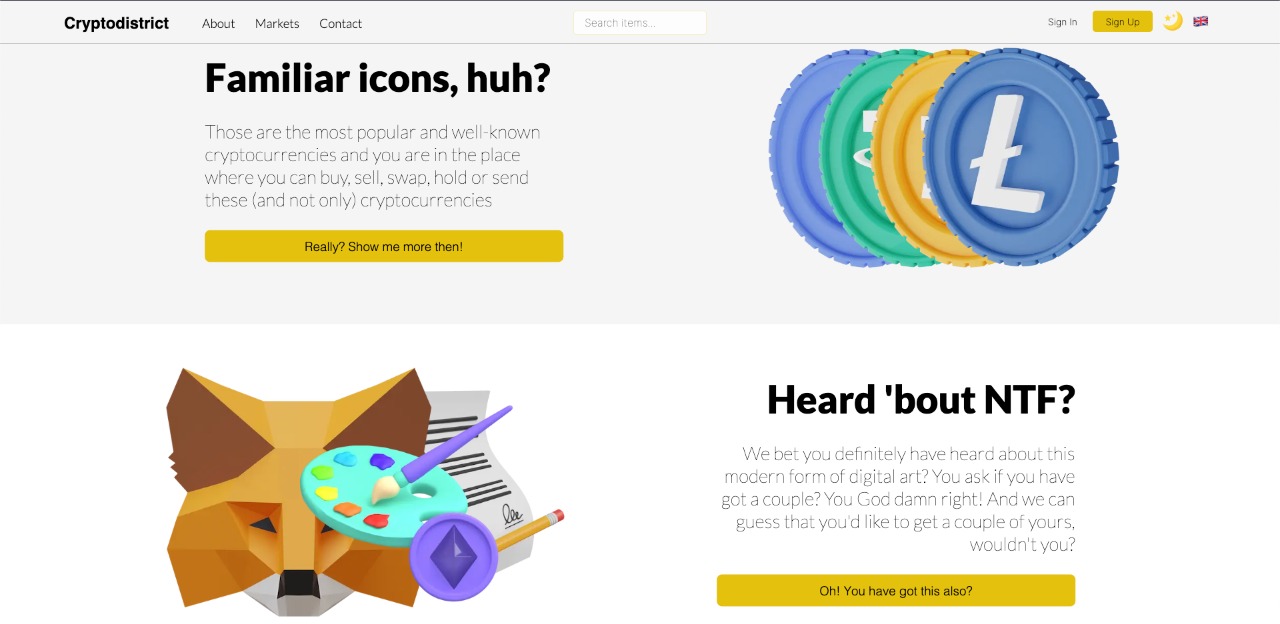 Cryptodistrict About Markets Contact Search items... Sign In Sign Up
Familiar icons, huh?
Those are the most popular and well-known
cryptocurrencies and you are in the place
where you can buy, sell, swap, hold or send
these (and not only) cryptocurrencies
Really? Show me more then!
Heard 'bout NTF?
We bet you definitely have heard about this
modern form of digital art? You ask if you have
got a couple? You God damn right! And we can
guess that you'd like to get a couple of yours,
wouldn't you?
Oh! You have got this also?